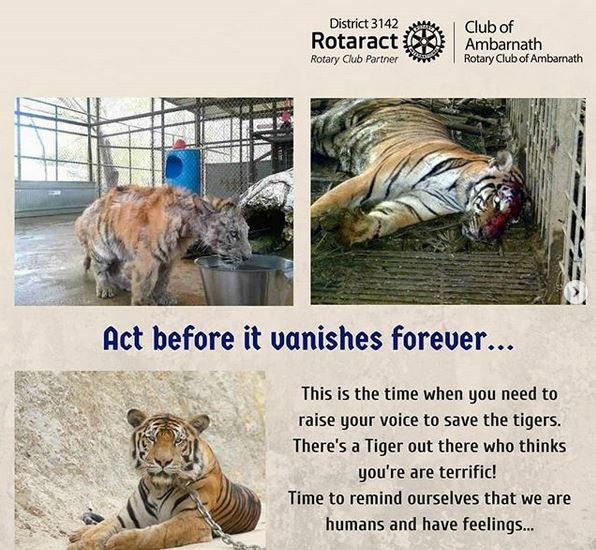 District 3142
Rotaract
Rotary Club Partner
Club of
Ambarnath
Rotary Club of Ambarnath
Act before it vanishes forever...
This is the time when you need to
raise your voice to save the tigers.
There's a Tiger out there who thinks
you're are terrific!
Time to remind ourselves that we are
humans and have feelings...